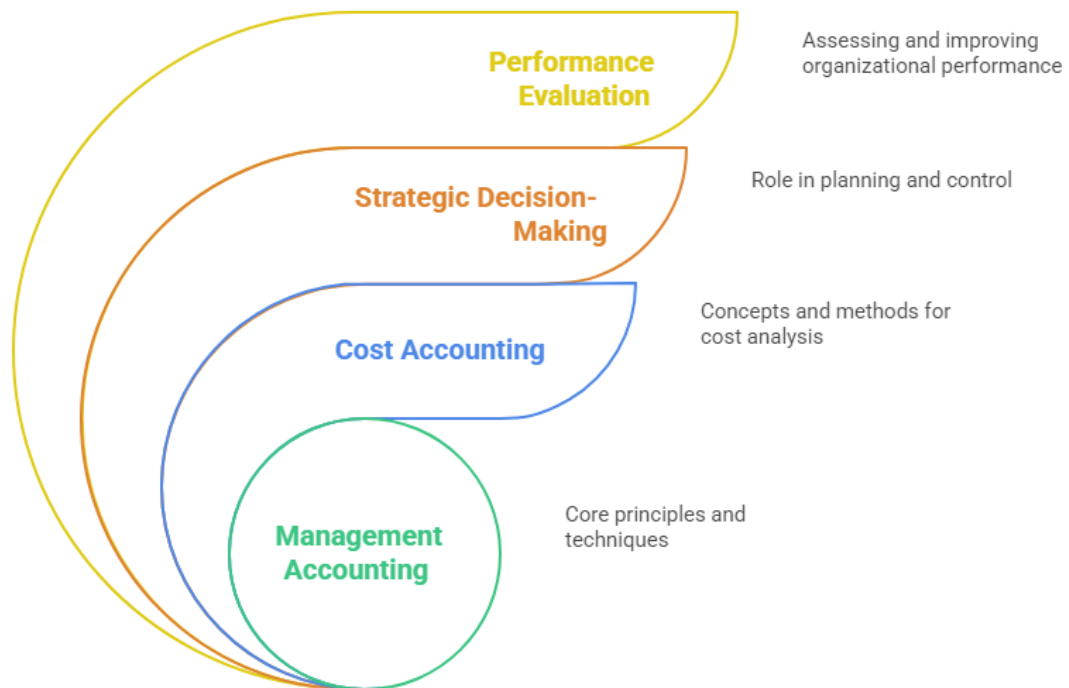 Performance
Evaluation
Assessing and improving
organizational performance
Strategic Decision-
Making
Role in planning and control
Cost Accounting
Concepts and methods for
cost analysis
Management
Accounting
Core principles and
techniques